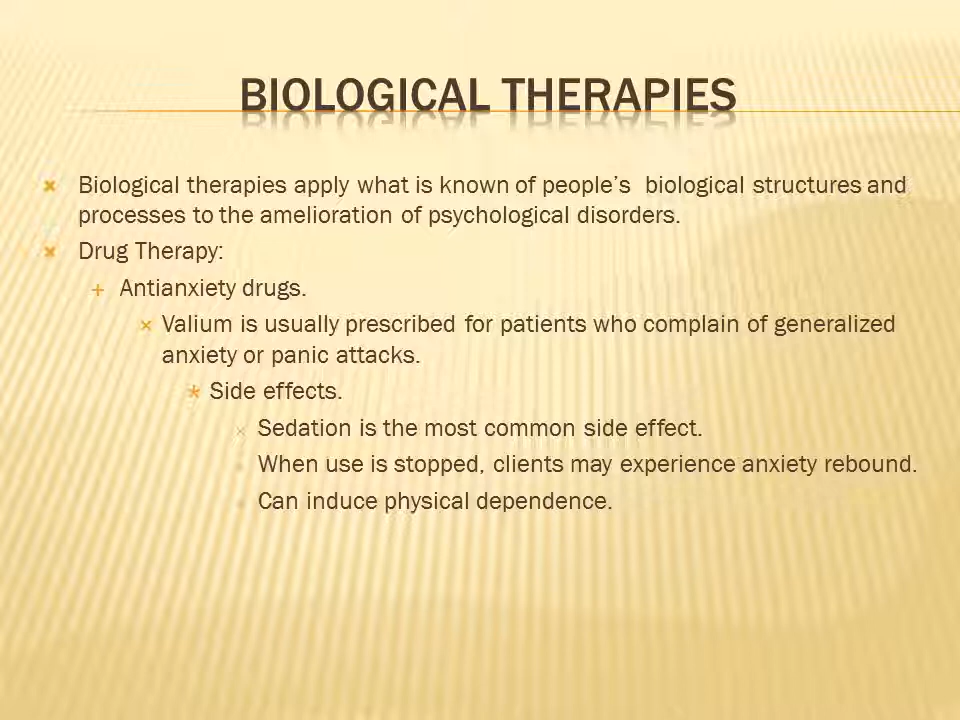 BIOLOGICAL THERAPIES
Biological therapies apply what is known of people’s  biological structures and
processes to the amelioration of psychological disorders.
Drug Therapy:
Antianxiety drugs.
Valium is usually prescribed for patients who complain of generalized
anxiety or panic attacks.
Side effects.
Sedation is the most common side effect.
When use is stopped, clients may experience anxiety rebound.
Can induce physical dependence.